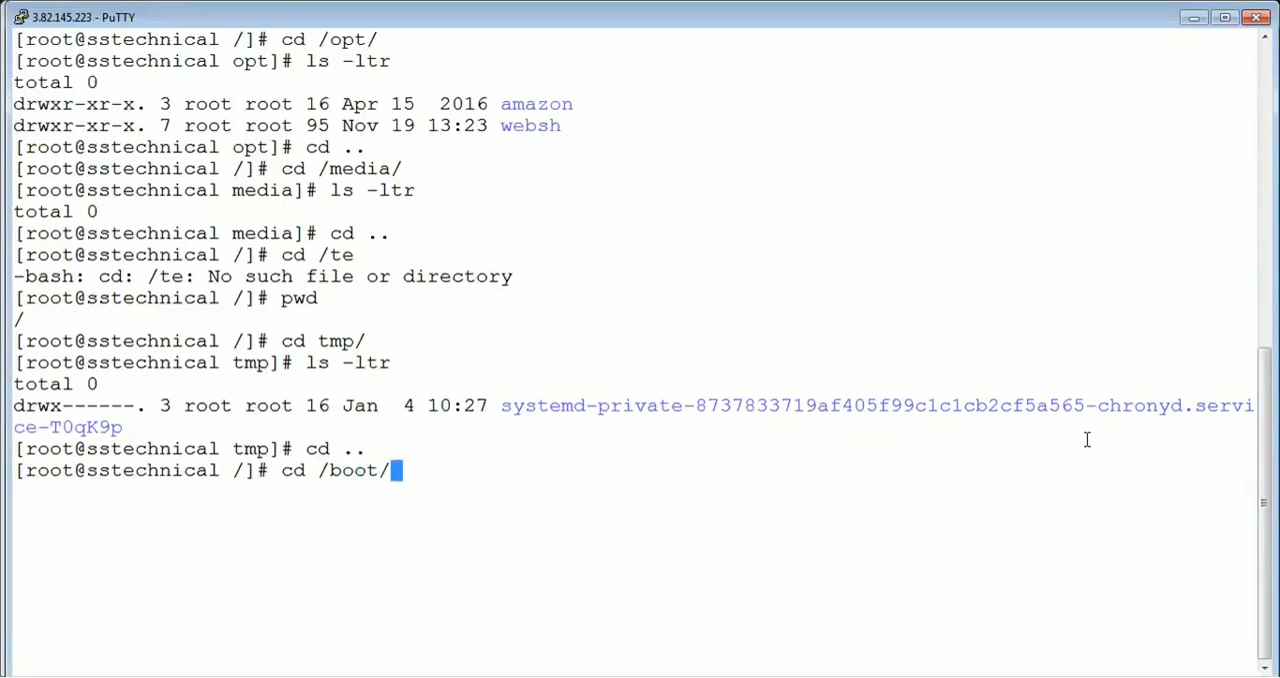 3.82.145.223 - PuTTY
[root@sstechnical /]# cd /opt/
[root@sstechnical opt]# ls -ltr
total 0
drwxr-xr-x. 3 root root 16 Apr 15  2016 amazon
drwxr-xr-x. 7 root root 95 Nov 19 13:23 websh
[root@sstechnical opt]# cd ..
[root@sstechnical /]# cd /media/
[root@sstechnical media]# ls -ltr
total 0
[root@sstechnical media]# cd ..
[root@sstechnical /]# cd /te
-bash: cd: /te: No such file or directory
[root@sstechnical /]# pwd
/
[root@sstechnical /]# cd tmp/
[root@sstechnical tmp]# ls -ltr
total 0
drwx------. 3 root root 16 Jan  4 10:27 systemd-private-8737833719af405f99c1c1cb2cf5a565-chronyd.servi
ce-T0qK9p
[root@sstechnical tmp]# cd ..
[root@sstechnical /]# cd /boot/